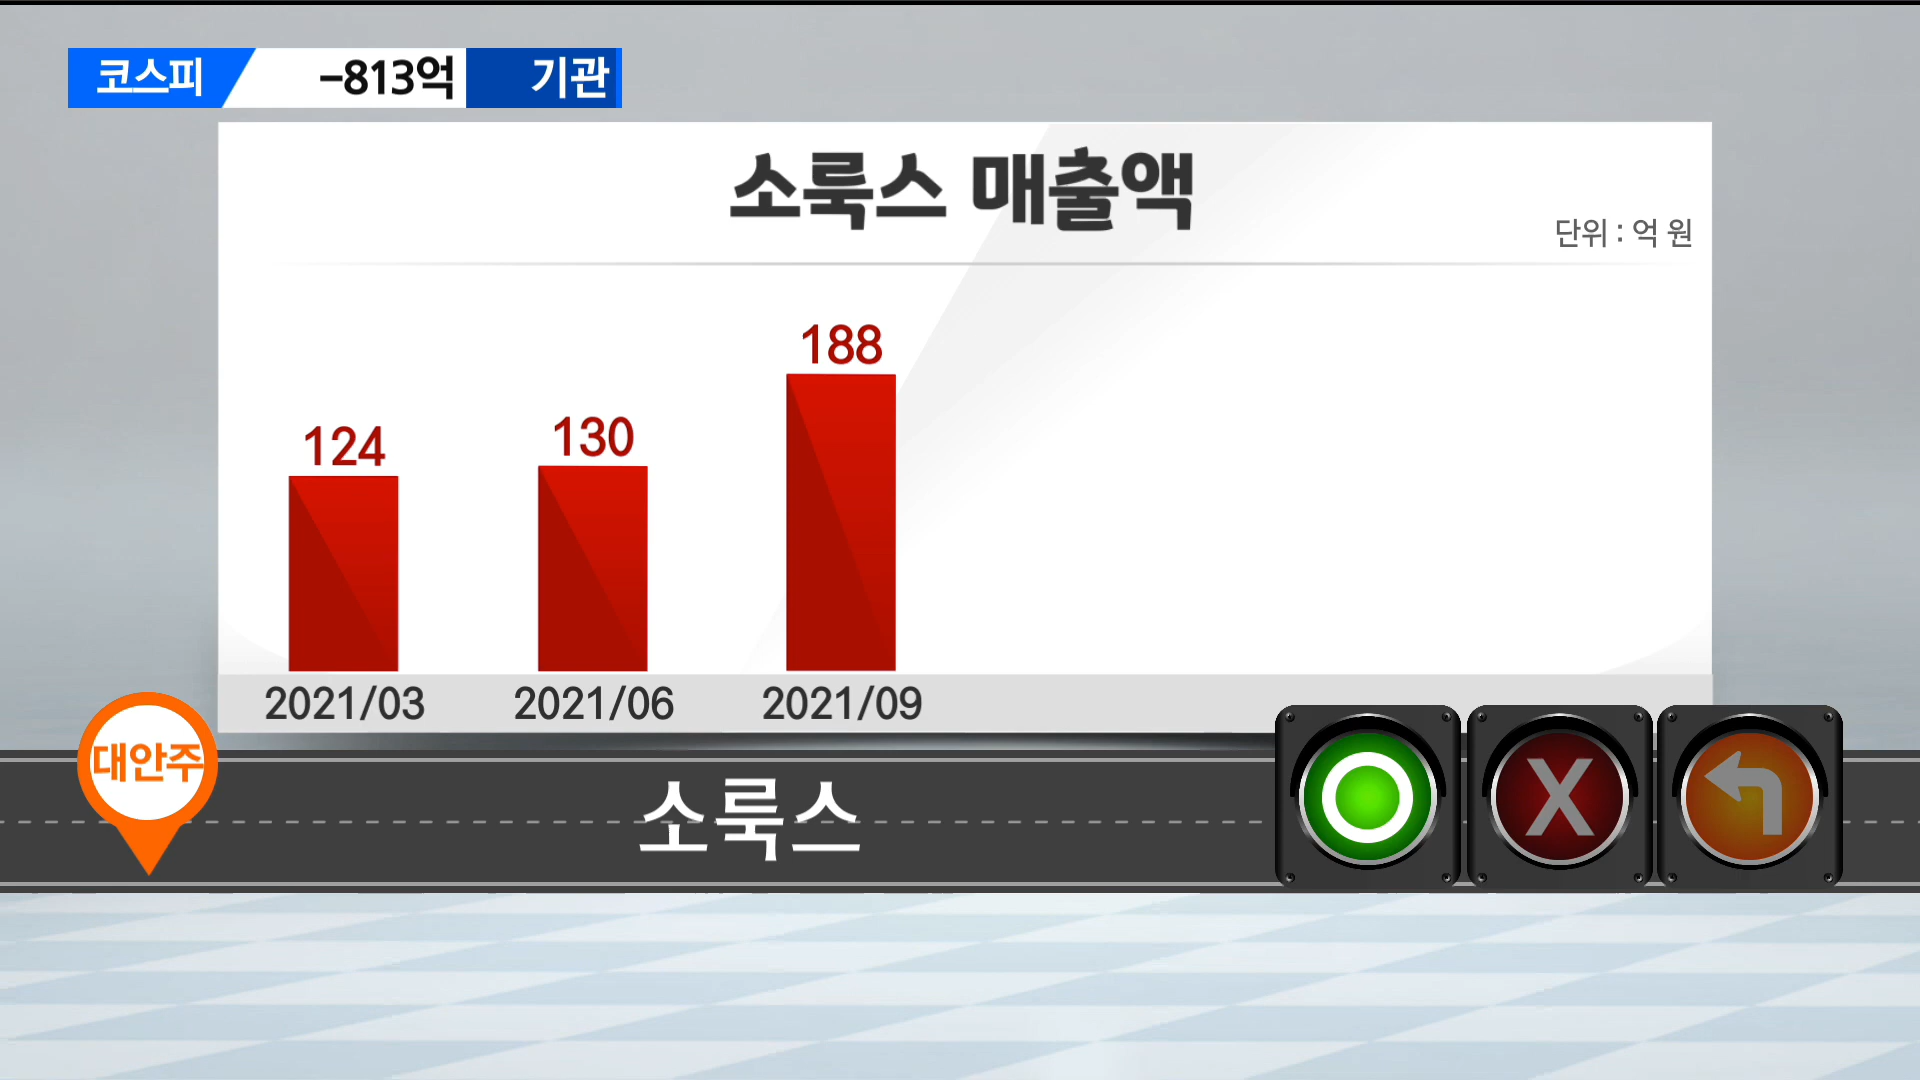 코스피 -813억 기관
소룩스 매출액
단위 : 억 원
124 130 188
2021/03 2021/06 2021/09
대안주
소룩스
X